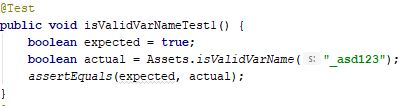 @Test
public void isValidVarNameTest1() {
boolean expected = true;
boolean actual = Assets.isValidVarName( s: "_asd123");
assertEquals(expected, actual);
}